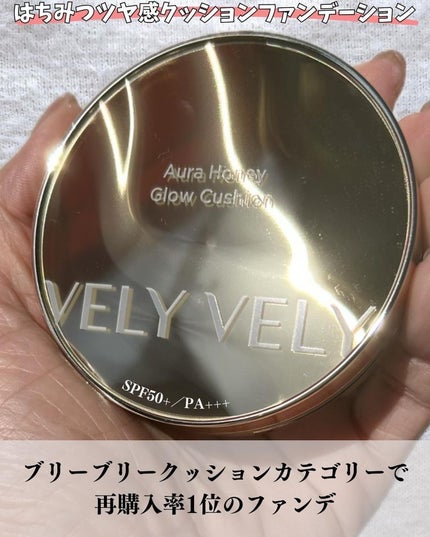 はちみつツヤ感クッションファンデーション
Aura Honey
Glow Cushion
VELY VELY
SPF50+／PA+++
ブリーブリークッションカテゴリーで
再購入率1位のファンデ